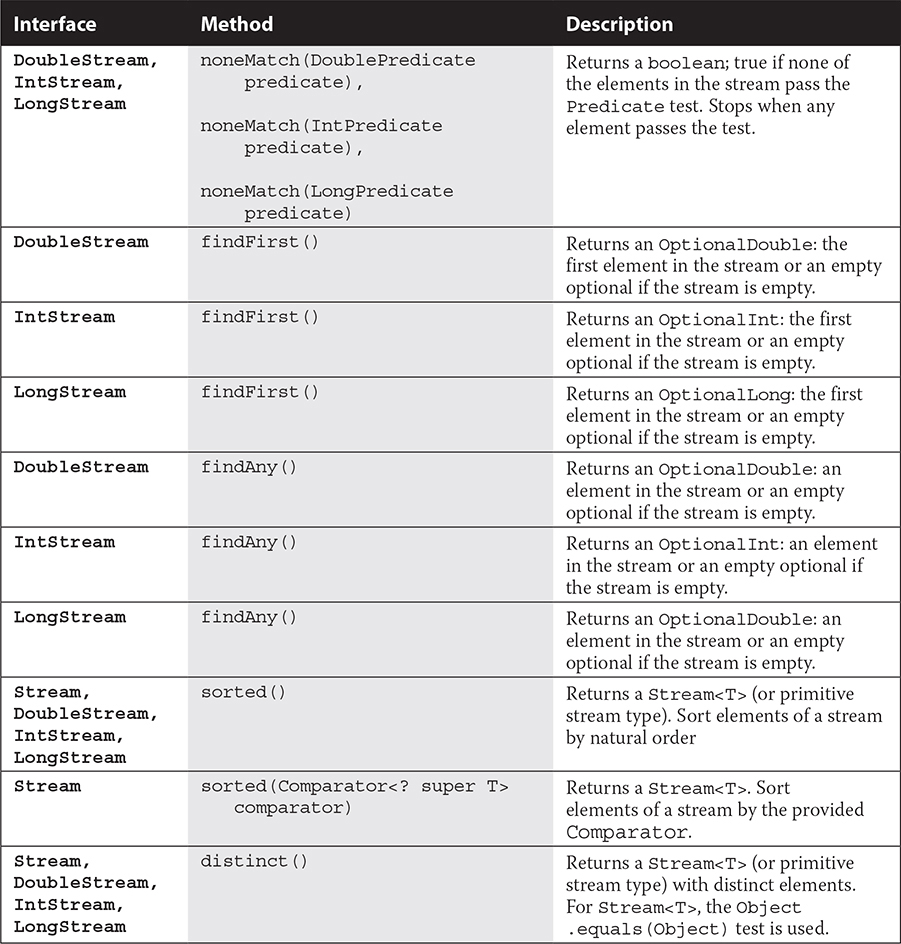 Interface Method Description
DoubleStream, noneMatch(DoublePredicate Returns a boolean; true if none of
IntStream, predicate), the elements in the stream pass the
LongStream Predicate test. Stops when any
noneMatch(IntPredicate element passes the test.
predicate),
noneMatch(LongPredicate
predicate)
DoubleStream findFirst() Returns an OptionalDouble: the
first element in the stream or an empty
optional if the stream is empty.
IntStream findFirst() Returns an OptionalInt: the first
element in the stream or an empty
optional if the stream is empty.
LongStream findFirst() Returns an OptionalLong: the first
element in the stream or an empty
optional if the stream is empty.
DoubleStream findAny() Returns an OptionalDouble: an
element in the stream or an empty
optional if the stream is empty.
IntStream findAny() Returns an OptionalInt: an element
in the stream or an empty optional if
the stream is empty.
LongStream findAny() Returns an OptionalDouble: an
element in the stream or an empty
optional if the stream is empty.
Stream, sorted() Returns a Stream<T> (or primitive
DoubleStream, stream type). Sort elements of a stream
IntStream, by natural order
LongStream
Stream sorted(Comparator<? super T> Returns a Stream<T>. Sort
comparator) elements of a stream by the provided
Comparator.
Stream, distinct() Returns a Stream<T> (or primitive
DoubleStream, stream type) with distinct elements.
IntStream, For Stream<T>, the Object
LongStream .equals(Object) test is used.